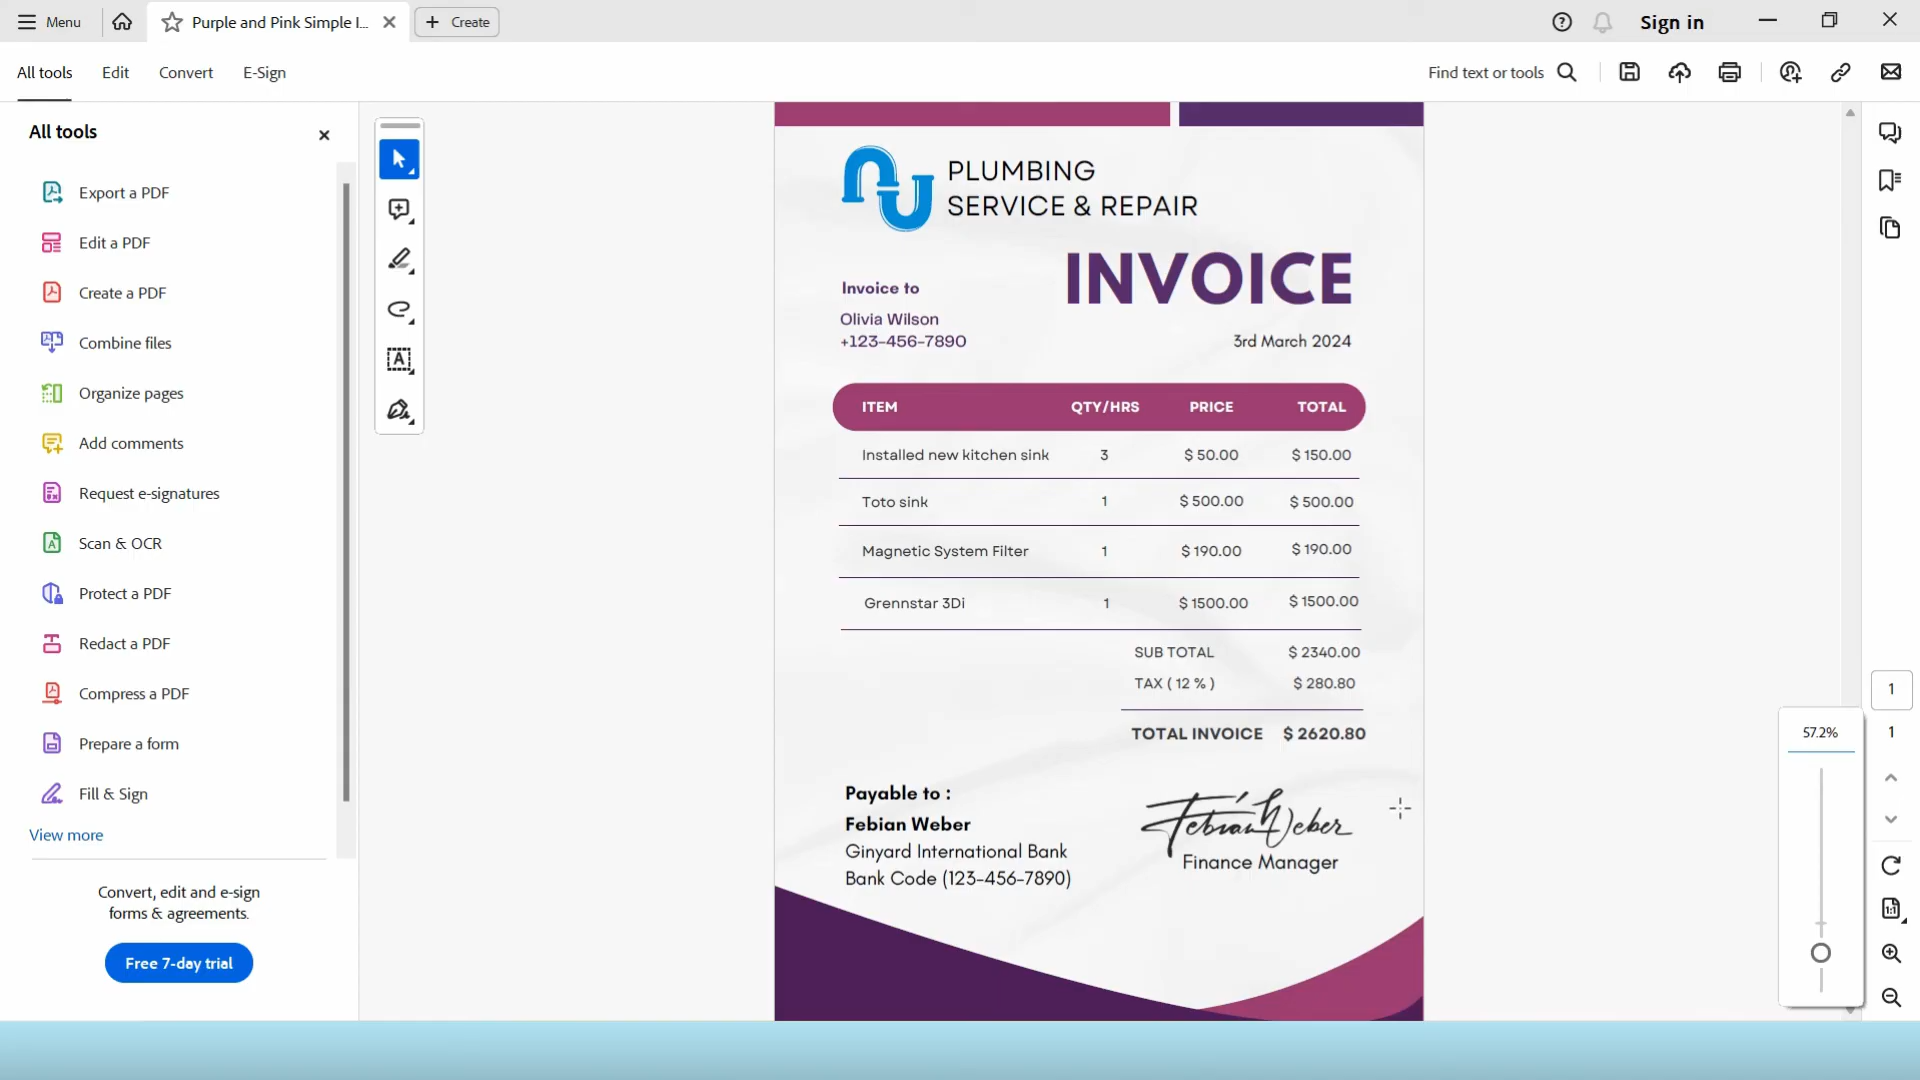 Menu
Purple and Pink Simple I...
Create
Sign in
All tools
Edit
Convert
E-Sign
Find text or tools
All tools
Export a PDF
Edit a PDF
Create a PDF
Combine files
Organize pages
Add comments
Request e-signatures
Scan & OCR
Protect a PDF
Redact a PDF
Compress a PDF
Prepare a form
Fill & Sign
View more
Convert, edit and e-sign
forms & agreements.
Free 7-day trial
PLUMBING
SERVICE & REPAIR
INVOICE
Invoice to
Olivia Wilson
+123-456-7890
3rd March 2024
ITEM QTY/HRS PRICE TOTAL
Installed new kitchen sink 3 $ 50.00 $ 150.00
Toto sink 1 $ 500.00 $ 500.00
Magnetic System Filter 1 $ 190.00 $ 190.00
Grennstar 3Di 1 $ 1500.00 $ 1500.00
SUB TOTAL $ 2340.00
TAX ( 12 % ) $ 280.80
TOTAL INVOICE $ 2620.80
Payable to :
Febian Weber
Ginyard International Bank
Bank Code (123-456-7890)
Febian Weber
Finance Manager
1
57.2%
1